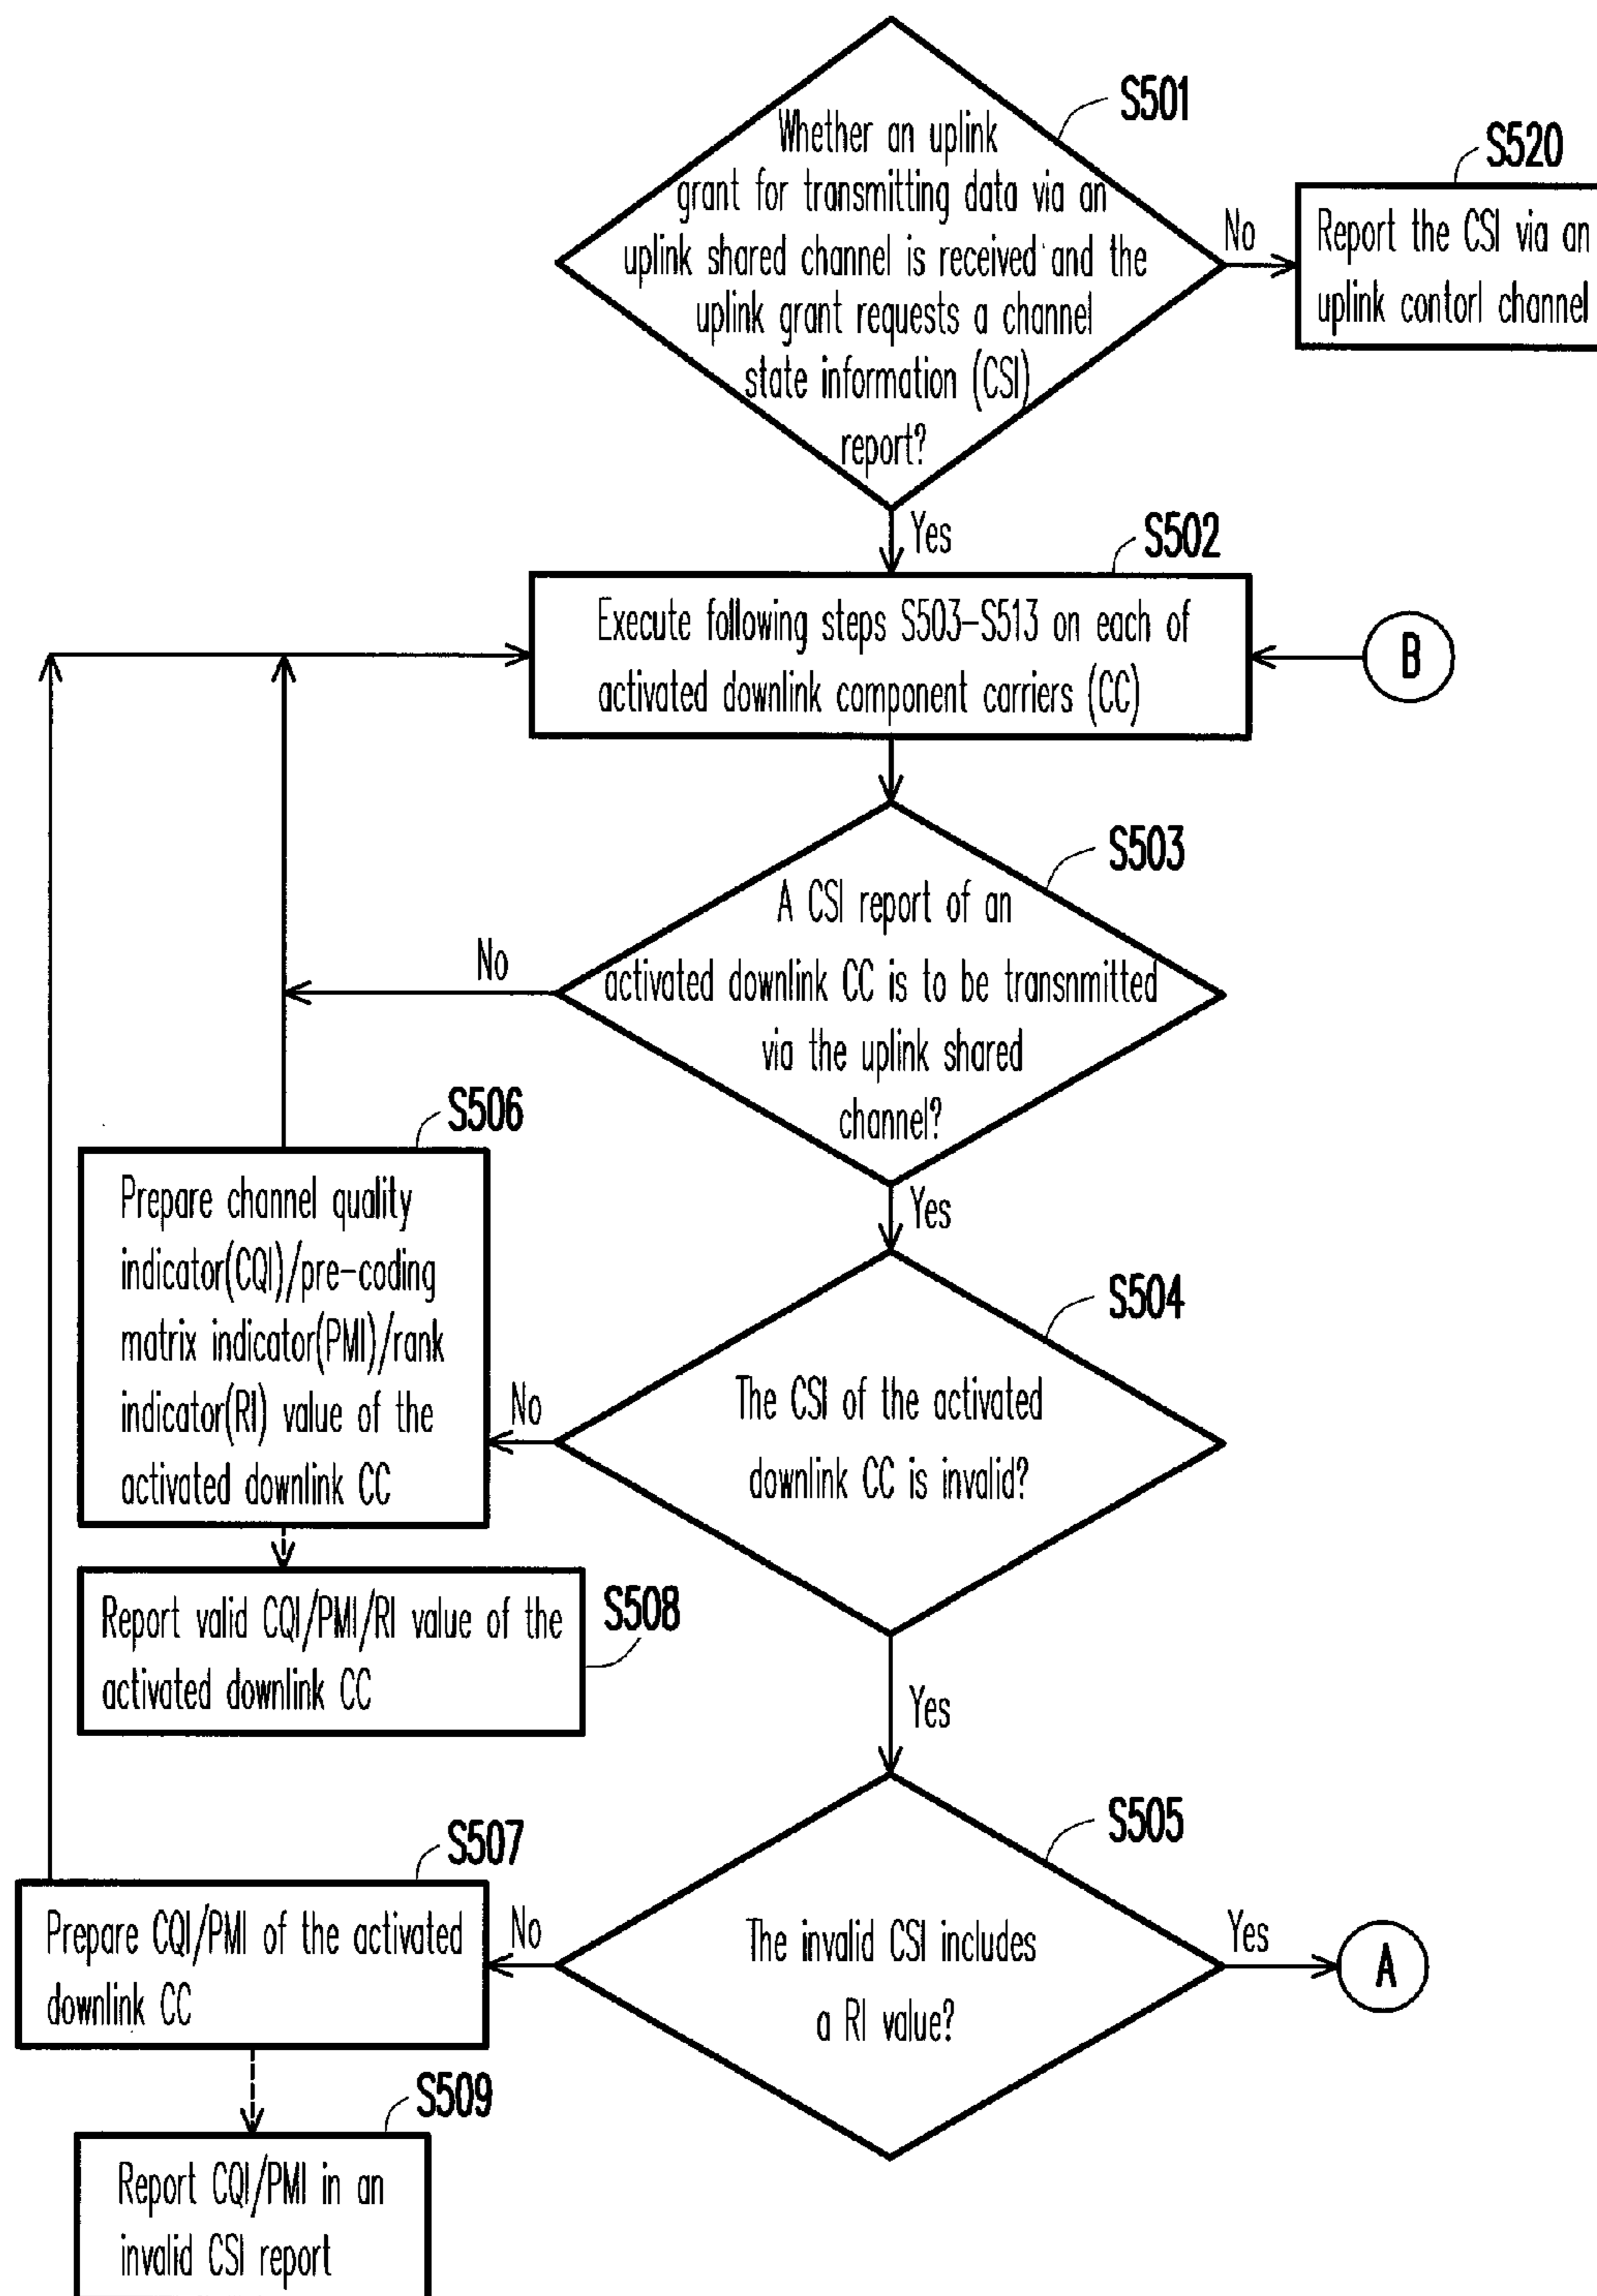 S501
Whether an uplink
grant for transmitting data via an
uplink shared channel is received and the
uplink grant requests a channel
state information (CSI)
report?
No
S520
Report the CSI via an
uplink contorl channel
Yes
S502
Execute following steps S503-S513 on each of
activated downlink component carriers (CC)
B
S503
A CSI report of an
activated downlink CC is to be transnmitted
via the uplink shared
channel?
No
Yes
S506
Prepare channel quality
indicator(CQI)/pre-coding
matrix indicator(PMI)/rank
indicator(RI) value of the
activated downlink CC
S504
The CSI of the activated
downlink CC is invalid?
No
S508
Report valid CQI/PMI/RI value of the
activated downlink CC
Yes
S505
The invalid CSI includes
a RI value?
Yes
A
No
S507
Prepare CQI/PMI of the activated
downlink CC
S509
Report CQI/PMI in an
invalid CSI report